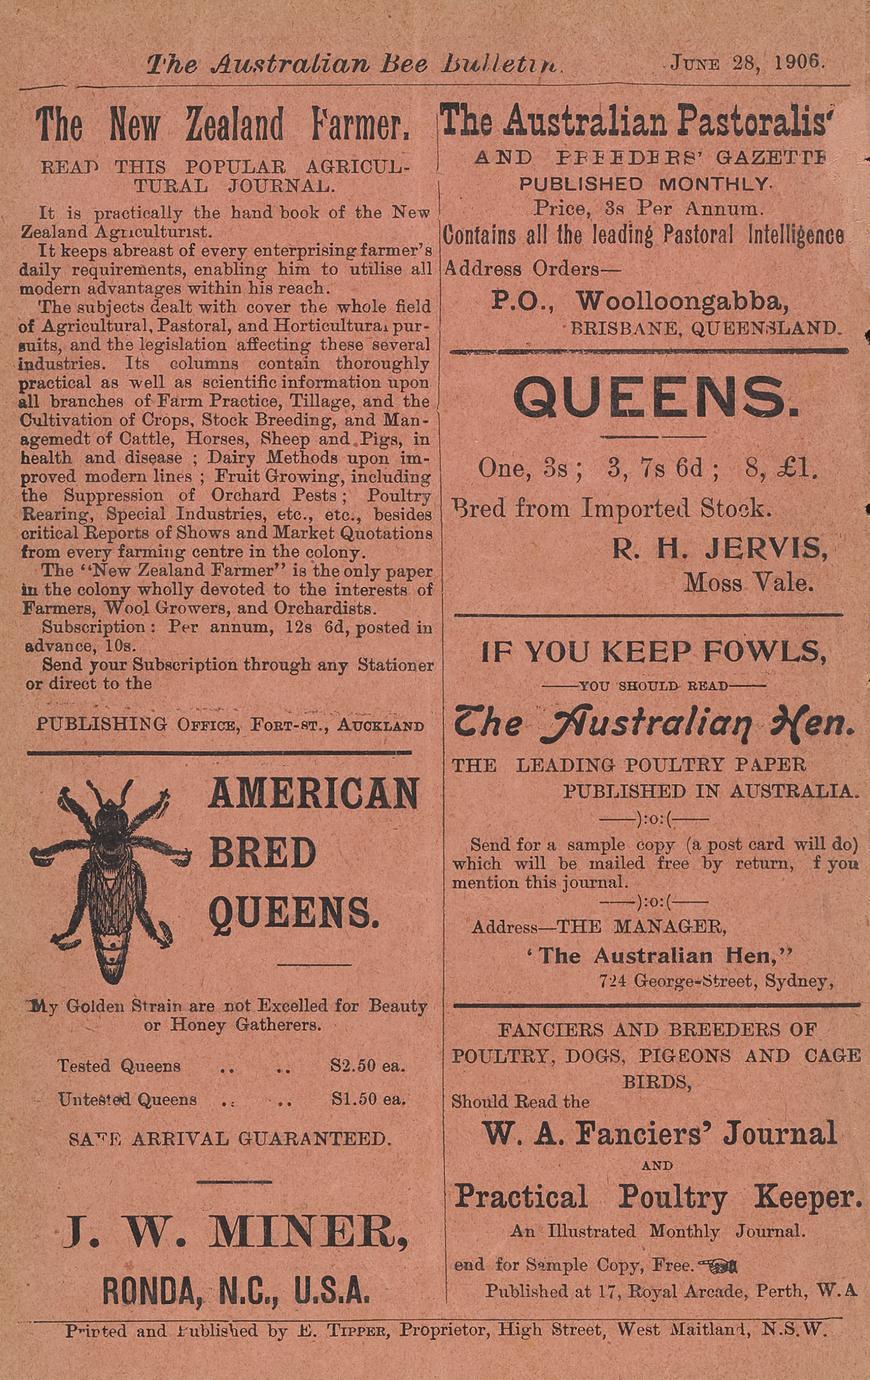 The Australian Bee Bulletin. JUNE 28, 1906.
The New Zealand Farmer.
READ THIS POPULAR AGRICUL-
TURAL JOURNAL.
It is practically the hand book of the New
Zealand Agriculturist.
It keeps abreast of every enterprising farmer's
daily requirements, enabling him to utilise all
modern advantages within his reach.
The subjects dealt with cover the whole field
of Agricultural, Pastoral, and Horticultural pur-
suits, and the legislation affecting these several
industries. Its columns contain thoroughly
practical as well as scientific information upon
all branches of Farm Practice, Tillage, and the
Cultivation of Crops, Stock Breeding, and Man-
agemedt of Cattle, Horses, Sheep and Pigs, in
health and disease ; Dairy Methods upon im-
proved modern lines ; Fruit Growing, including
the Suppression of Orchard Pests ; Poultry
Rearing, Special Industries, etc., etc., besides
critical Reports of Shows and Market Quotations
from every farming centre in the colony.
The "New Zealand Farmer" is the only paper
in the colony wholly devoted to the interests of
Farmers, Wool Growers, and Orchardists.
Subscription : Per annum, 12s 6d, posted in
advance, 10s.
Send your Subscription through any Stationer
or direct to the
PUBLISHING OFFICE, FORT-ST., AUCKLAND
AMERICAN
BRED
QUEENS.
My Golden Strain are not Excelled for Beauty
or Honey Gatherers.
Tested Queens .. .. $2.50 ea.
Untested Queens .. .. $1.50 ea.
SAFE ARRIVAL GUARANTEED.
J. W. MINER,
RONDA, N.C., U.S.A.
The Australian Pastoralis'
AND BREEDERS' GAZETTE
PUBLISHED MONTHLY.
Price, 3s Per Annum.
Contains all the leading Pastoral Intelligence
Address Orders—
P.O., Woolloongabba,
BRISBANE, QUEENSLAND.
QUEENS.
One, 3s ; 3, 7s 6d ; 8, £1.
Bred from Imported Stock.
R. H. JERVIS,
Moss Vale.
IF YOU KEEP FOWLS,
——YOU SHOULD READ——
The Australian Hen.
THE LEADING POULTRY PAPER
PUBLISHED IN AUSTRALIA.
——):o:(——
Send for a sample copy (a post card will do)
which will be mailed free by return, f you
mention this journal.
——):o:(——
Address—THE MANAGER,
' The Australian Hen,"
724 George-Street, Sydney,
FANCIERS AND BREEDERS OF
POULTRY, DOGS, PIGEONS AND CAGE
BIRDS,
Should Read the
W. A. Fanciers' Journal
AND
Practical Poultry Keeper.
An Illustrated Monthly Journal.
end for Sample Copy, Free.
Published at 17, Royal Arcade, Perth, W.A
Printed and Published by E. TIPPER, Proprietor, High Street, West Maitland, N.S.W.